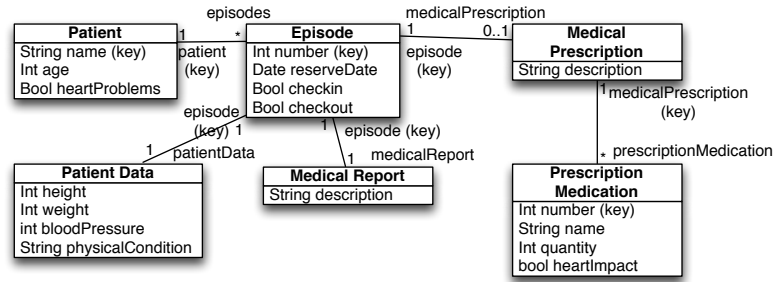 episodes
medicalPrescription
Patient
String name (key)
Int age
Bool heartProblems
1
*
patient
(key)
Episode
Int number (key)
Date reserveDate
Bool checkin
Bool checkout
1
0..1
episode
(key)
Medical
Prescription
String description
1
medicalPrescription
(key)
*
prescriptionMedication
episode
(key)
1
1
patientData
1
episode (key)
1
medicalReport
Patient Data
Int height
Int weight
int bloodPressure
String physicalCondition
Medical Report
String description
Prescription
Medication
Int number (key)
String name
Int quantity
bool heartImpact